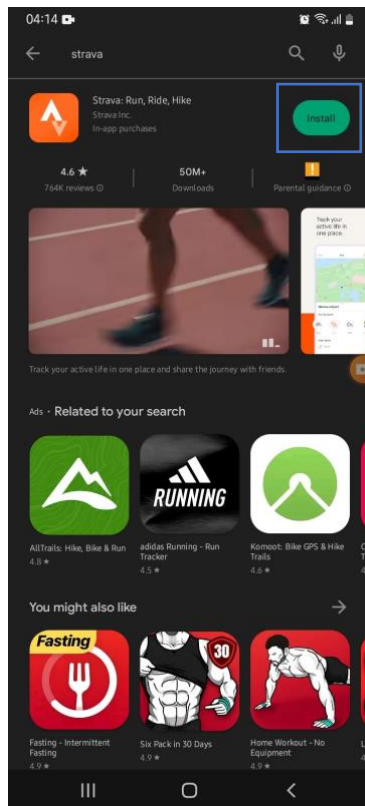 04:14
strava
Strava: Run, Ride, Hike
Strava Inc.
In-app purchases
Install
4.6 ★
764K reviews
50M+
Downloads
Parental guidance
Track your
active life in
one place
Track your active life in one place and share the journey with friends.
Ads · Related to your search
RUNNING
AllTrails: Hike, Bike & Run
4.8 ★
adidas Running - Run
Tracker
4.5 ★
Komoot: Bike GPS & Hike
Trails
4.6 ★
You might also like
Fasting
30
Fasting - Intermittent
Fasting
4.9 ★
Six Pack in 30 Days
4.9 ★
Home Workout - No
Equipment
4.9 ★